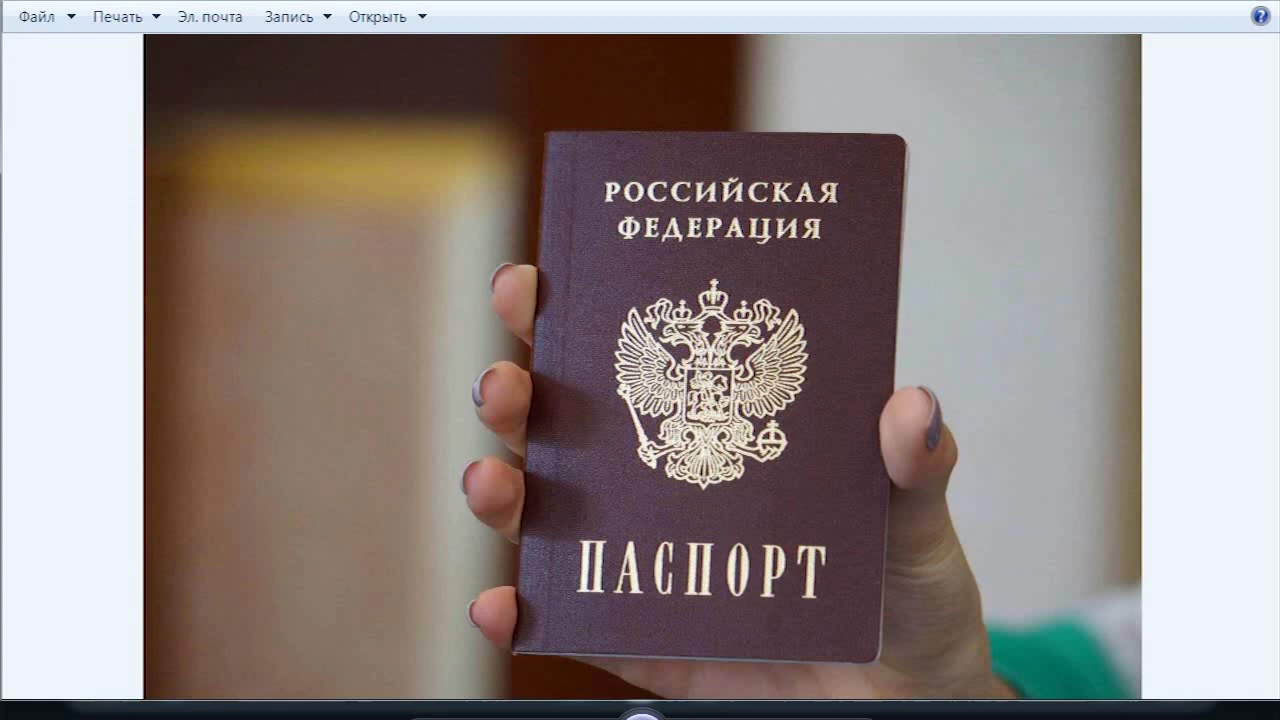 Файл Печать Эл. почта Запись Открыть
РОССИЙСКАЯ
ФЕДЕРАЦИЯ
ПАСПОРТ